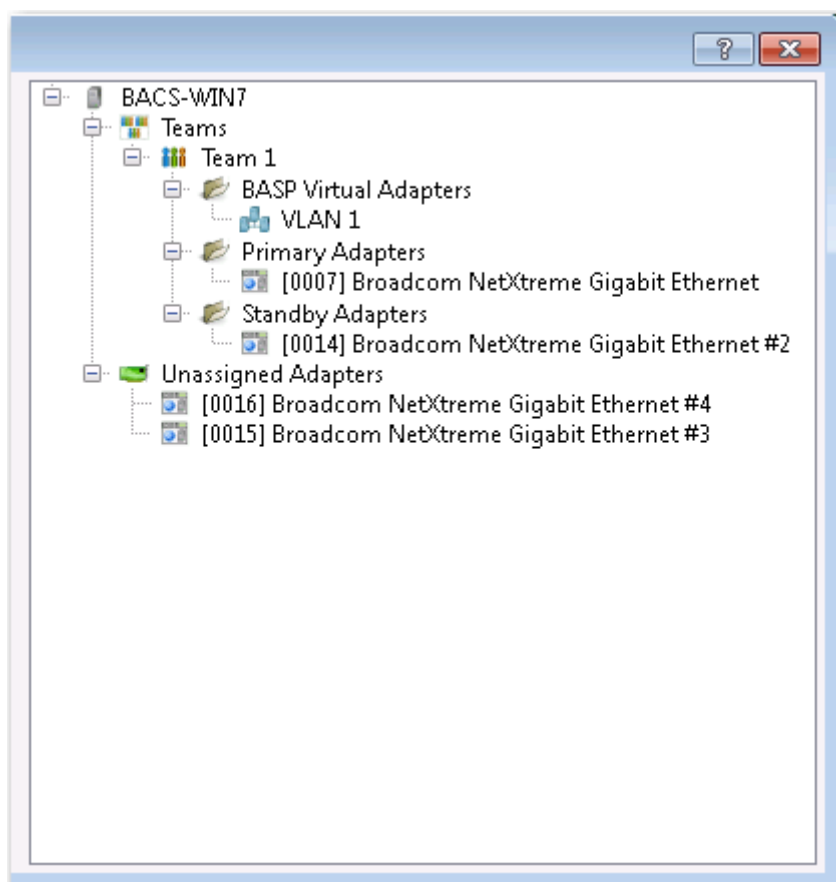 ?
BACS-WIN7
Teams
Team 1
BASP Virtual Adapters
VLAN 1
Primary Adapters
[0007] Broadcom NetXtreme Gigabit Ethernet
Standby Adapters
[0014] Broadcom NetXtreme Gigabit Ethernet #2
Unassigned Adapters
[0016] Broadcom NetXtreme Gigabit Ethernet #4
[0015] Broadcom NetXtreme Gigabit Ethernet #3